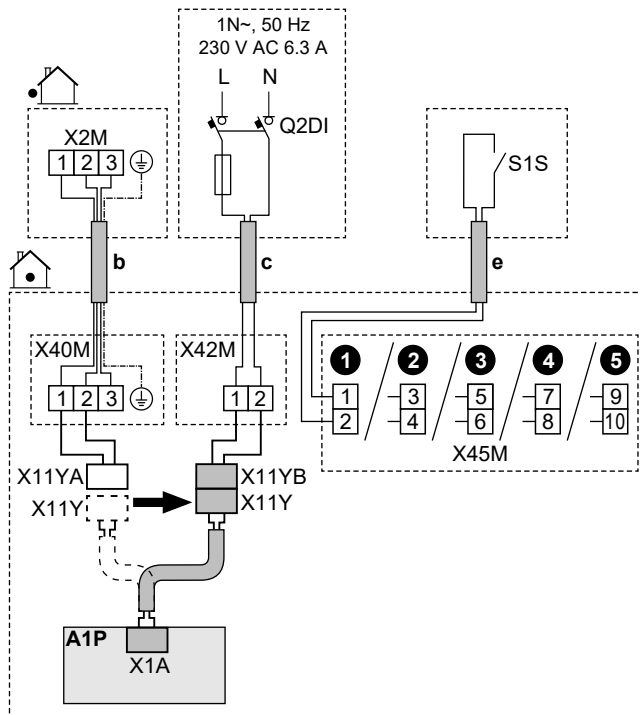 1N~, 50 Hz
230 V AC 6.3 A
L N
Q2DI
X2M
1 2 3
S1S
b
c
e
X40M
1 2 3
X42M
1 2
1 2 3 4 5
1 3 5 7 9
2 4 6 8 10
X45M
X11YA
X11YB
X11Y
X11Y
A1P
X1A